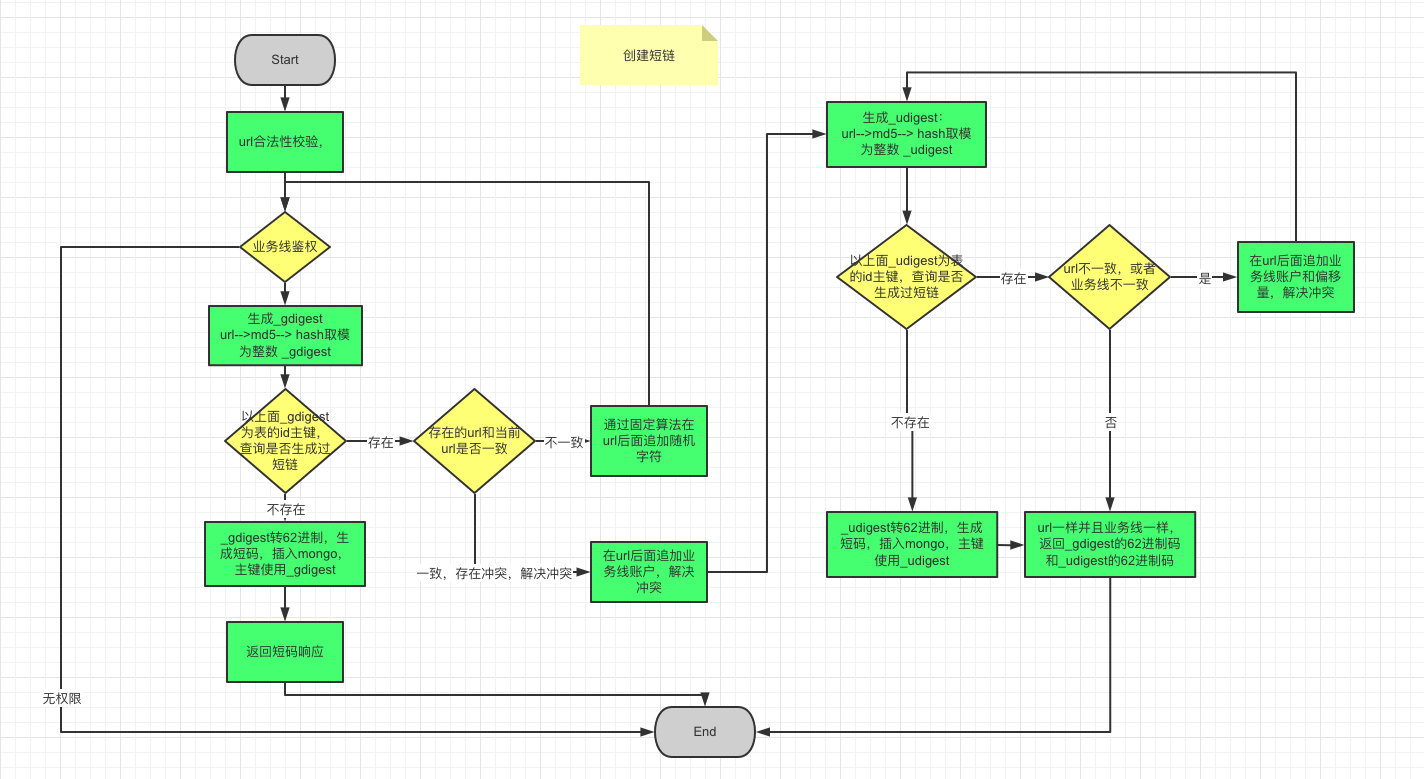 Start
创建短链
url合法性校验，
业务线鉴权
生成_gdigest
url-->md5--> hash取模
为整数 _gdigest
以上面_gdigest
为表的id主键，
查询是否生成过
短链
存在
存在的url和当前
url是否一致
不一致
通过固定算法在
url后面追加随机
字符
不存在
_gdigest转62进制，生
成短码，插入mongo，
主键使用_gdigest
一致，存在冲突，解决冲突
在url后面追加业
务线账户，解决
冲突
返回短码响应
无权限
End
生成_udigest：
url-->md5--> hash取模
为整数 _udigest
以上面_udigest为表
的id主键，查询是否
生成过短链
存在
url不一致，或者
业务线不一致
是
在url后面追加业
务线账户和偏移
量，解决冲突
不存在
否
_udigest转62进制，生成
短码，插入mongo，主键
使用_udigest
url一样并且业务线一样，
返回_gdigest的62进制码
和_udigest的62进制码